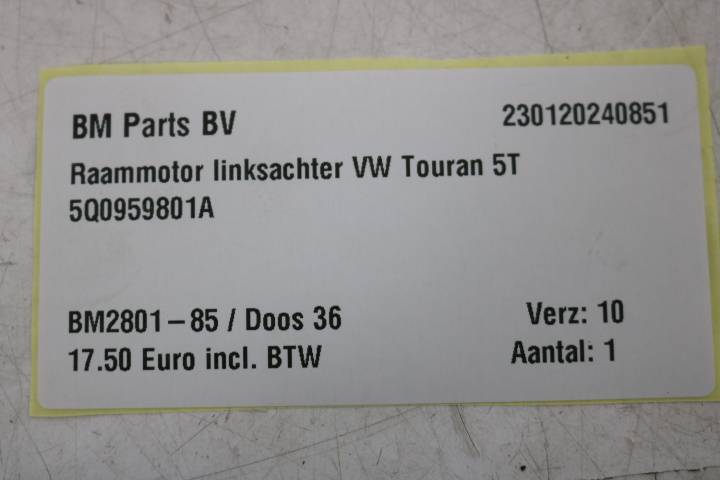 BM Parts BV 230120240851
Raammotor linksachter VW Touran 5T
5Q0959801A
BM2801-85 / Doos 36 Verz: 10
17.50 Euro incl. BTW Aantal: 1